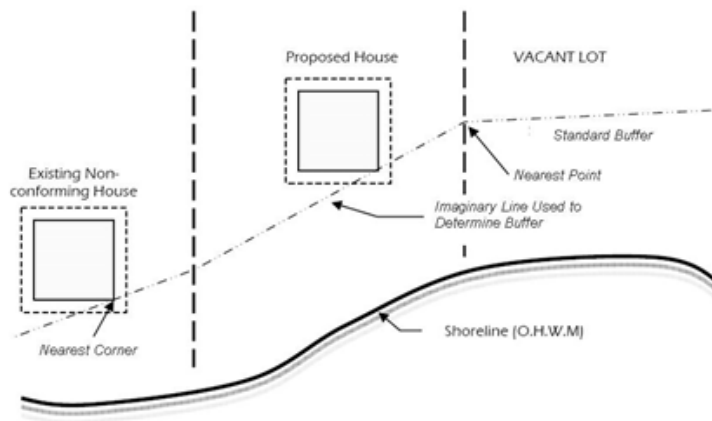 Proposed House
VACANT LOT
Standard Buffer
Existing Non-
conforming House
Nearest Point
Imaginary Line Used to
Determine Buffer
Shoreline (O.H.W.M)
Nearest Corner